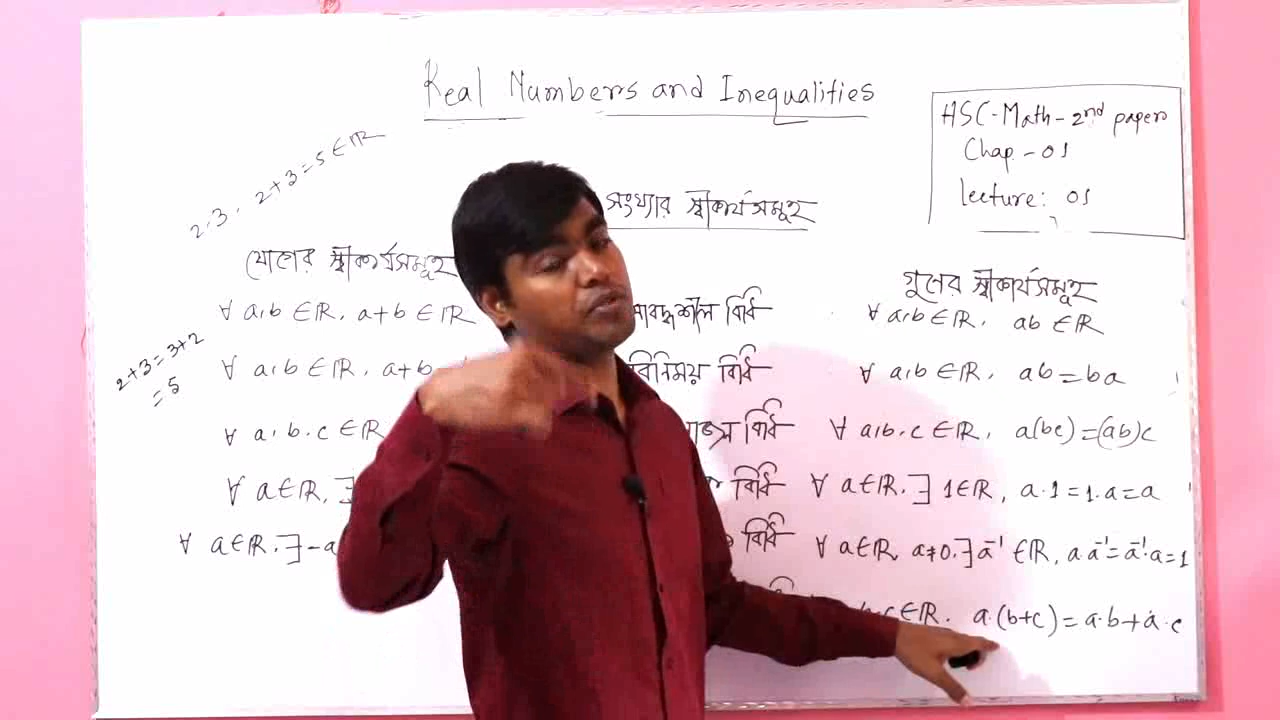 Real Numbers and Inequalities
HSC-Math-2nd paper
Chap-01
lecture: 01
2,3, 2+3=5∈ℝ
সংখ্যার স্বীকার্যসমূহ
যোগের স্বীকার্যসমূহ
গুনের স্বীকার্যসমূহ
∀ a,b ∈ℝ, a+b ∈ℝ
বিধি
∀ a,b ∈ℝ, ab ∈ℝ
2+3=3+2
=5
∀ a,b ∈ℝ, a+b
বিনিময় বিধি
∀ a,b ∈ℝ, ab=ba
∀ a,b,c ∈ℝ
বিধি
∀ a,b,c ∈ℝ, a(bc)=(ab)c
∀ a∈ℝ, ∃
বিধি
∀ a∈ℝ, ∃ 1∈ℝ, a.1=1.a=a
∀ a∈ℝ, ∃-a
বিধি
∀ a∈ℝ, a≠0, ∃a⁻¹ ∈ℝ, a.a⁻¹=a⁻¹.a=1
b,c ∈ℝ, a.(b+c)=a.b+a.c